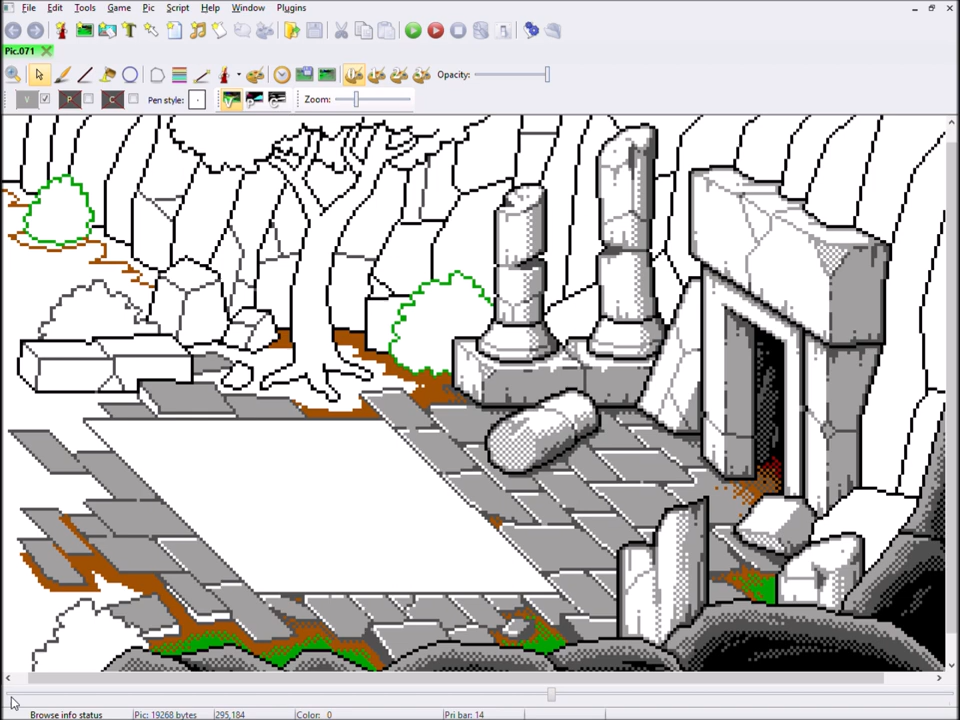 File Edit Tools Game Pic Script Help Window Plugins
Pic.071
Opacity:
V P C Pen style: V P C Zoom:
Browse info status Pic: 19268 bytes 295,184 Color: 0 Pri bar: 14